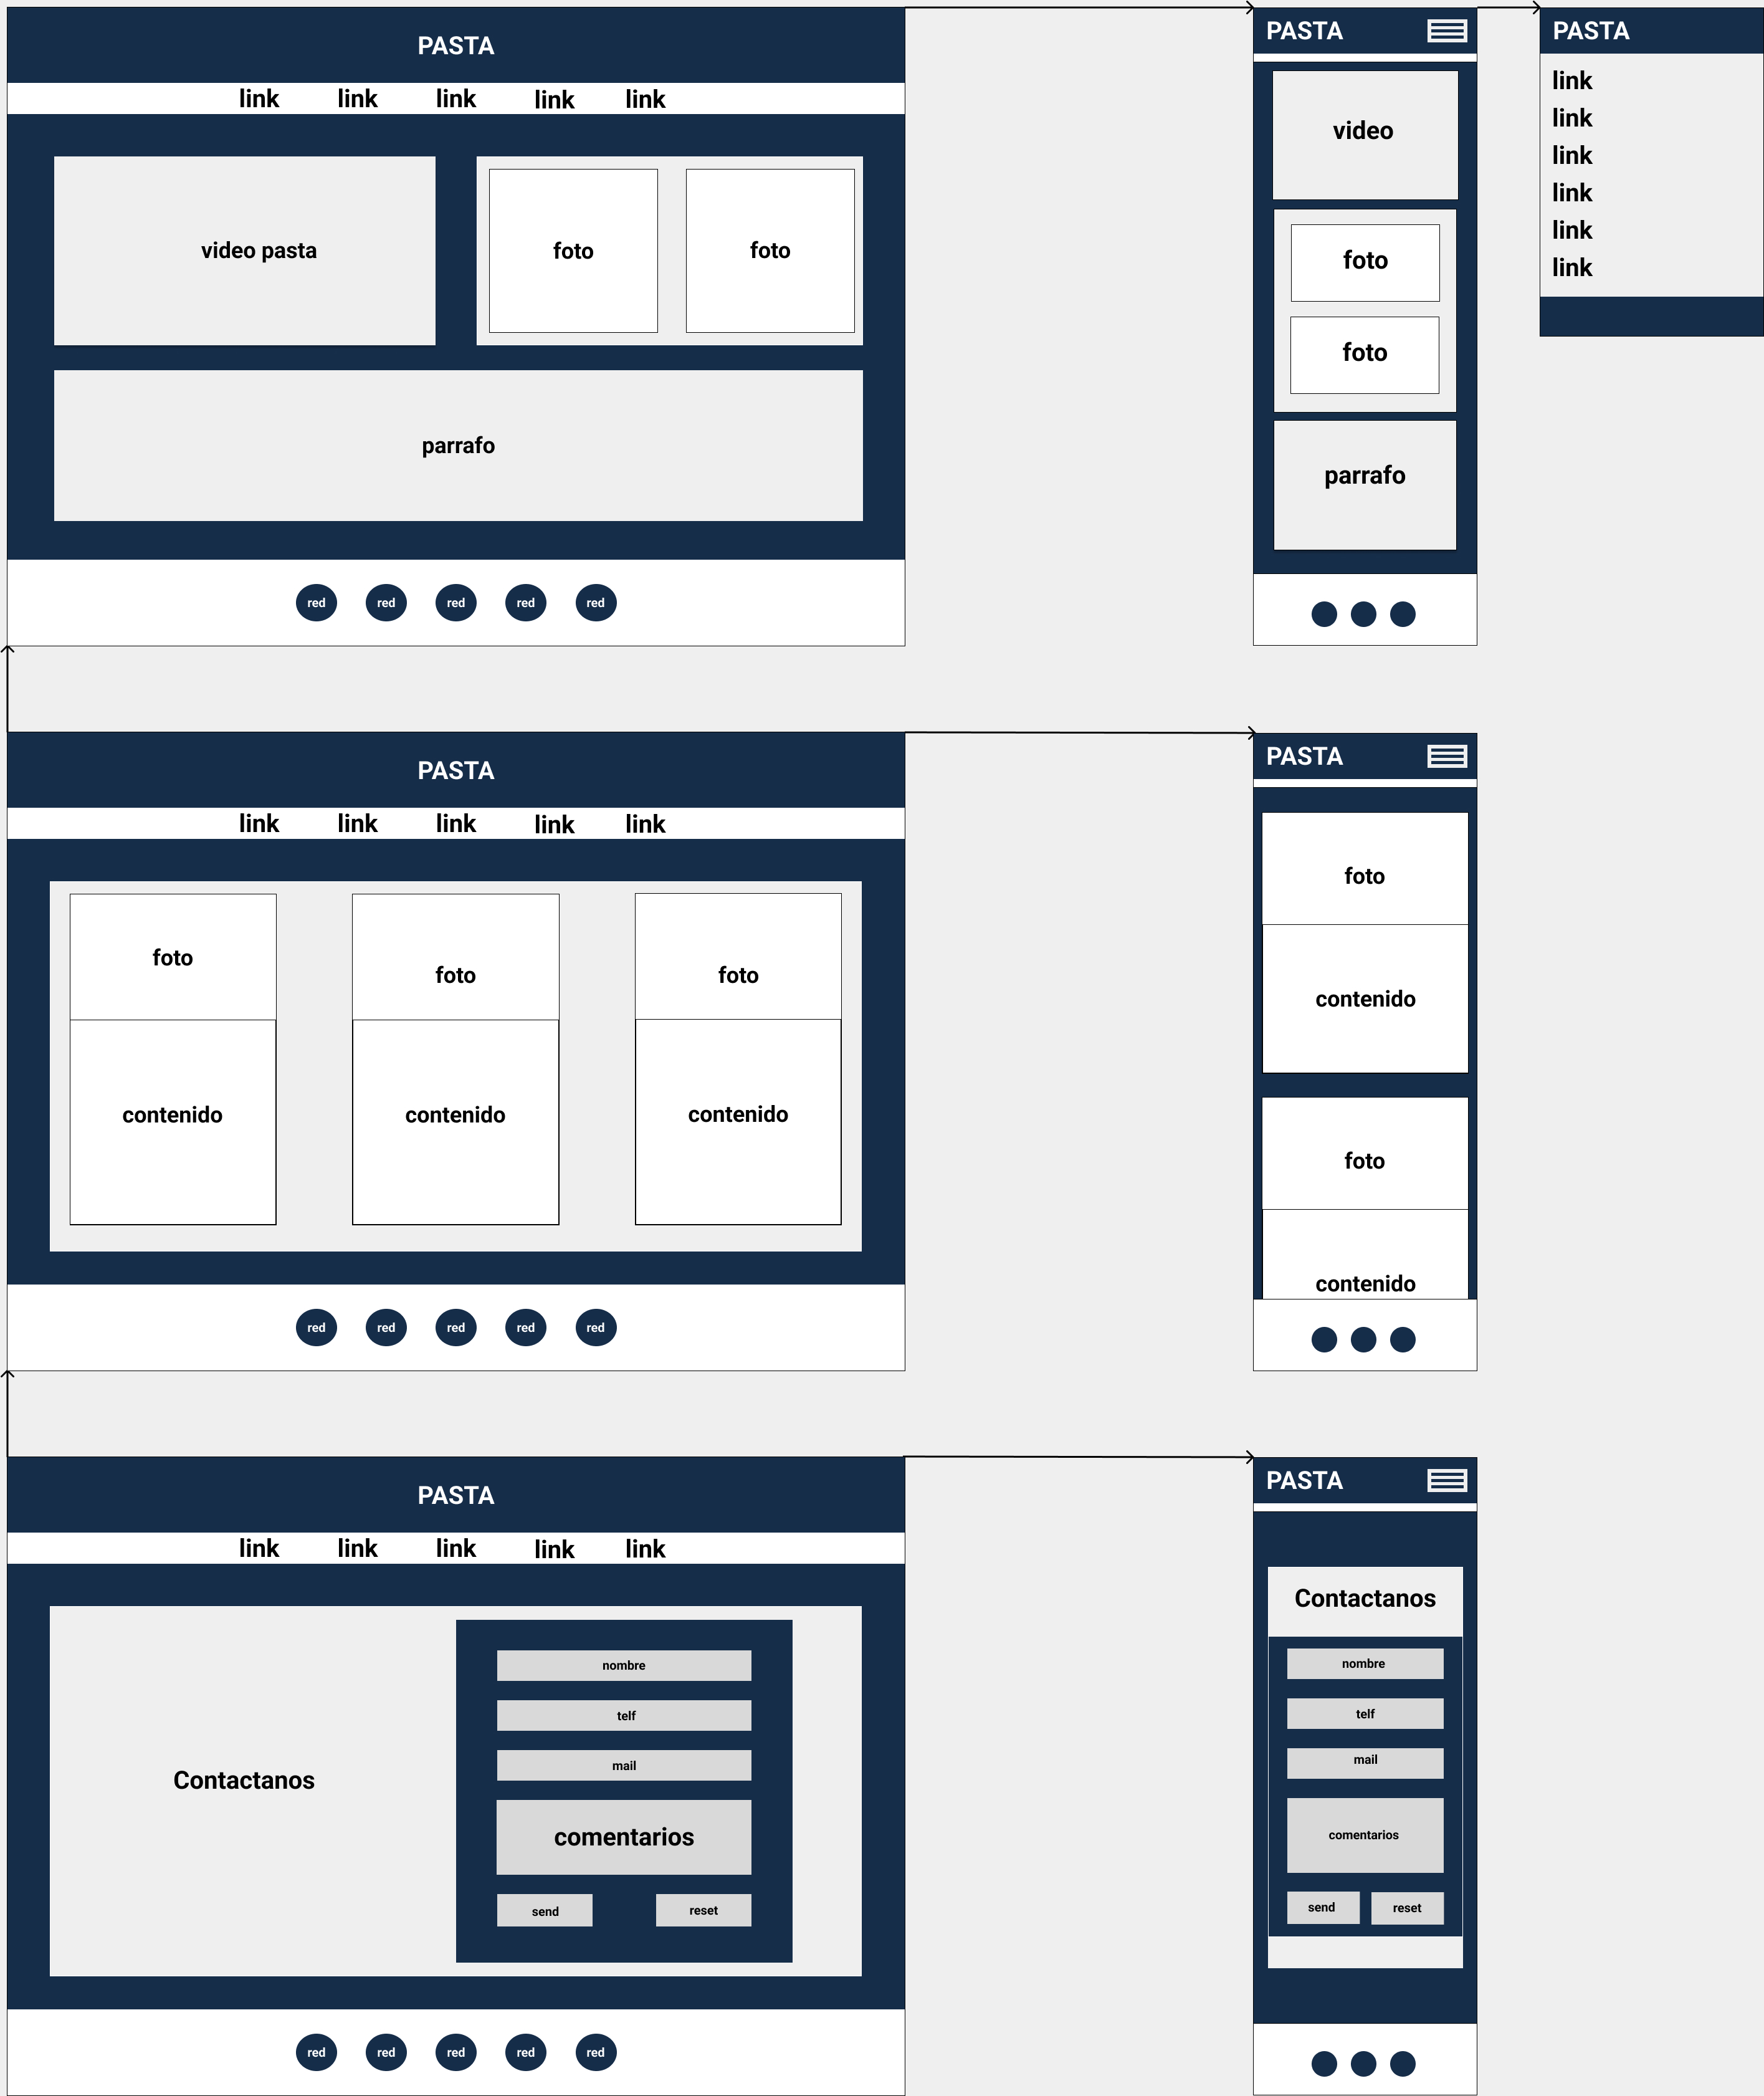 PASTA
link link link link link
video pasta
foto foto
parrafo
red red red red red
PASTA
video
foto
foto
parrafo
PASTA
link
link
link
link
link
link
PASTA
link link link link link
foto foto foto
contenido contenido contenido
red red red red red
PASTA
foto
contenido
foto
contenido
PASTA
link link link link link
Contactanos
nombre
telf
mail
comentarios
send reset
red red red red red
PASTA
Contactanos
nombre
telf
mail
comentarios
send reset